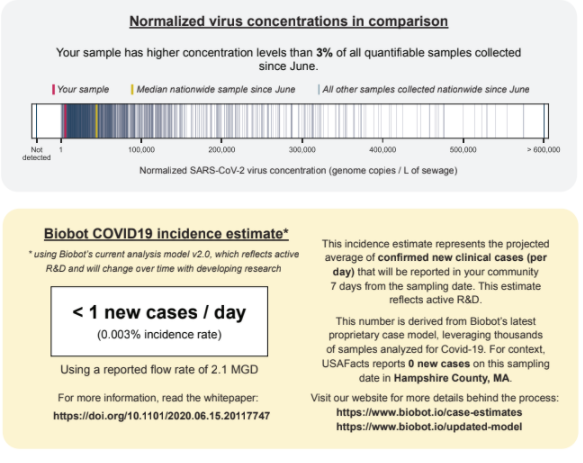 Normalized virus concentrations in comparison
Your sample has higher concentration levels than 3% of all quantifiable samples collected
since June.
Your sample
Median nationwide sample since June
All other samples collected nationwide since June
Not
detected
1
100,000
200,000
300,000
400,000
500,000
> 600,000
Normalized SARS-CoV-2 virus concentration (genome copies / L of sewage)
Biobot COVID19 incidence estimate*
* using Biobot's current analysis model v2.0, which reflects active
R&D and will change over time with developing research
< 1 new cases / day
(0.003% incidence rate)
Using a reported flow rate of 2.1 MGD
For more information, read the whitepaper:
https://doi.org/10.1101/2020.06.15.20117747
This incidence estimate represents the projected
average of confirmed new clinical cases (per
day) that will be reported in your community
7 days from the sampling date. This estimate
reflects active R&D.
This number is derived from Biobot's latest
proprietary case model, leveraging thousands
of samples analyzed for Covid-19. For context,
USAFacts reports 0 new cases on this sampling
date in Hampshire County, MA.
Visit our website for more details behind the process:
https://www.biobot.io/case-estimates
https://www.biobot.io/updated-model